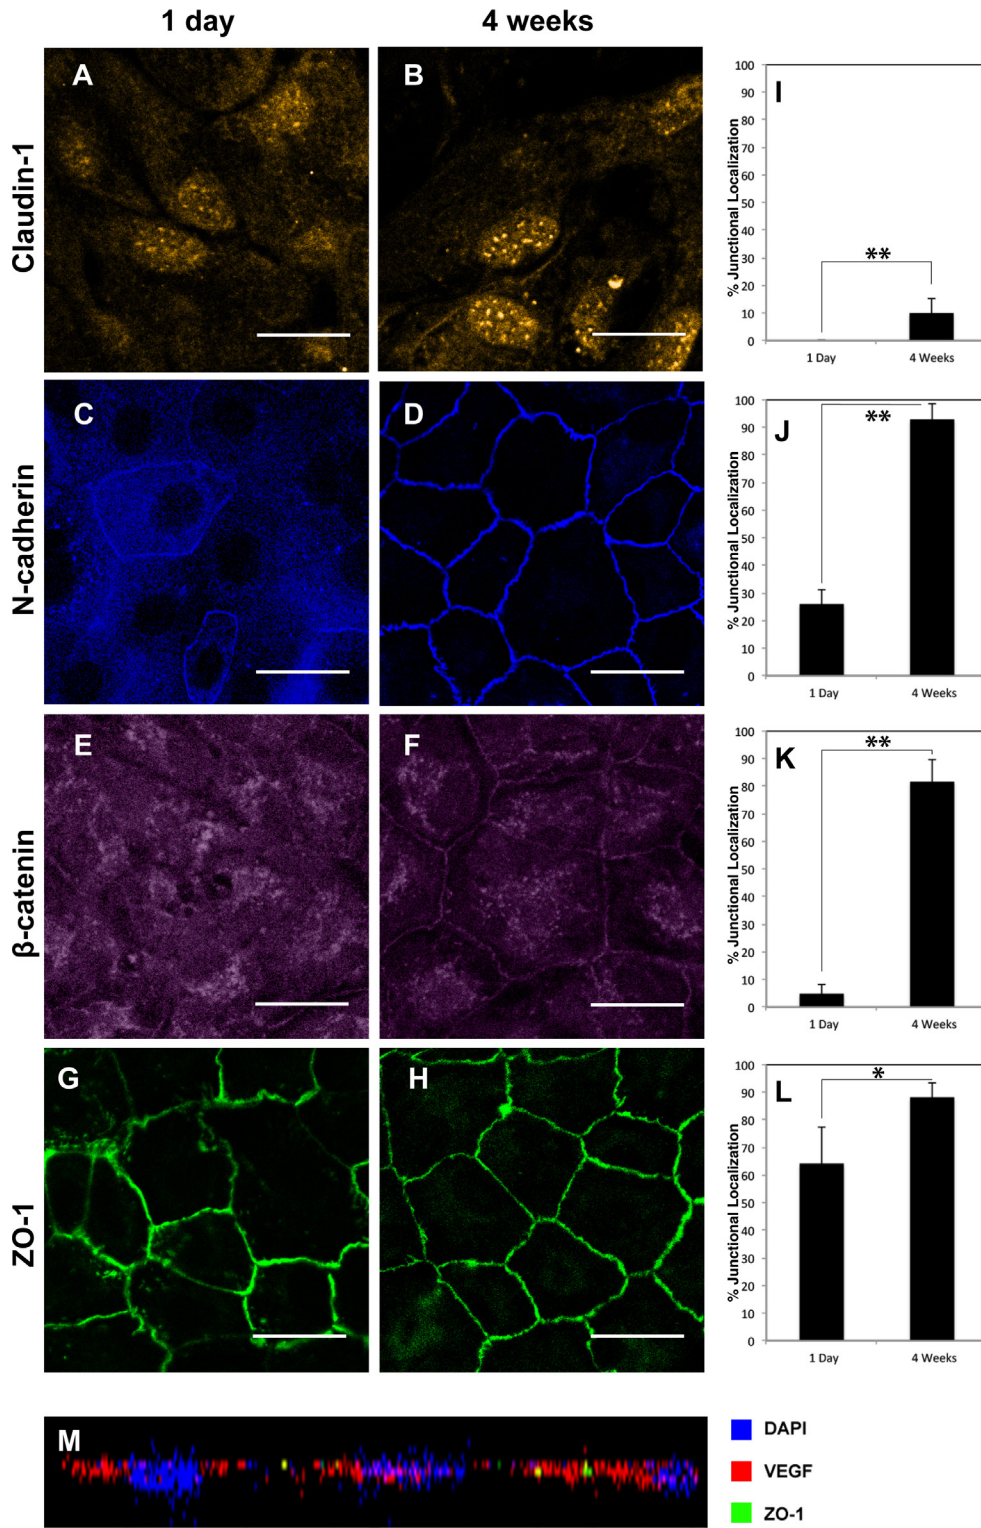 1 day
4 weeks
Claudin-1
A
B
I
% Junctional Localization
100
90
80
70
60
50
40
30
20
10
0
**
1 Day
4 Weeks
N-cadherin
C
D
J
% Junctional Localization
100
90
80
70
60
50
40
30
20
10
0
**
1 Day
4 Weeks
β-catenin
E
F
K
% Junctional Localization
100
90
80
70
60
50
40
30
20
10
0
**
1 Day
4 Weeks
ZO-1
G
H
L
% Junctional Localization
100
90
80
70
60
50
40
30
20
10
0
*
1 Day
4 Weeks
M
DAPI
VEGF
ZO-1